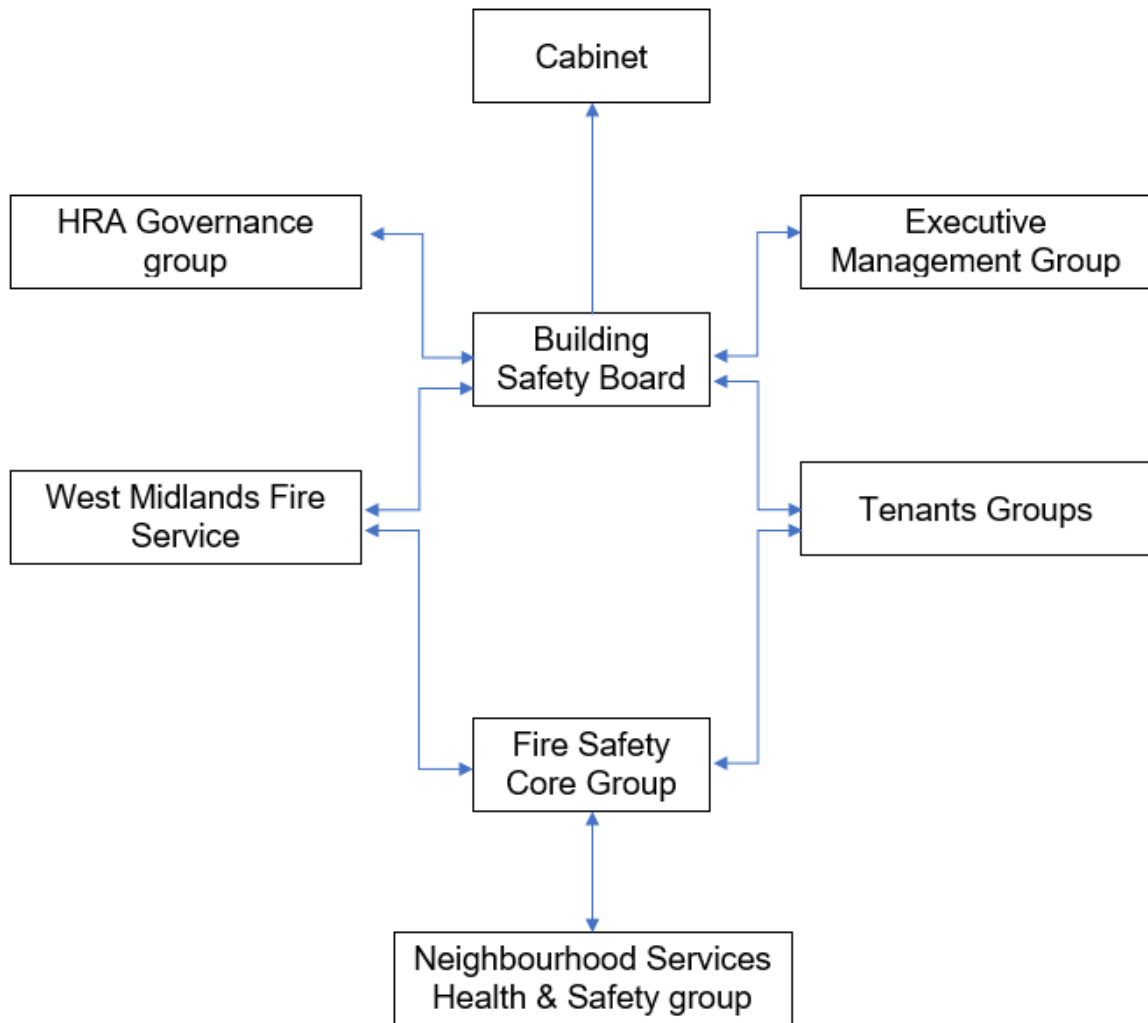 Cabinet
HRA Governance
group
Executive
Management Group
Building
Safety Board
West Midlands Fire
Service
Tenants Groups
Fire Safety
Core Group
Neighbourhood Services
Health & Safety group